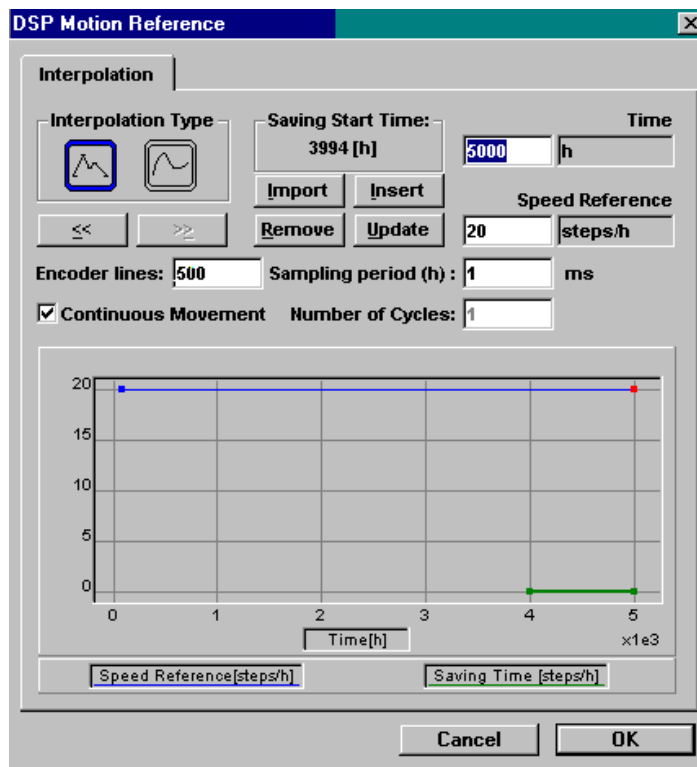 DSP Motion Reference
Interpolation
Interpolation Type
Saving Start Time:
3994 [h]
Time
5000 h
Import Insert
Speed Reference
<< >> Remove Update 20 steps/h
Encoder lines: 500 Sampling period (h) : 1 ms
Continuous Movement Number of Cycles: 1
20
15
10
5
0
0 1 2 3 4 5
Time[h] x1e3
Speed Reference[steps/h] Saving Time [steps/h]
Cancel OK